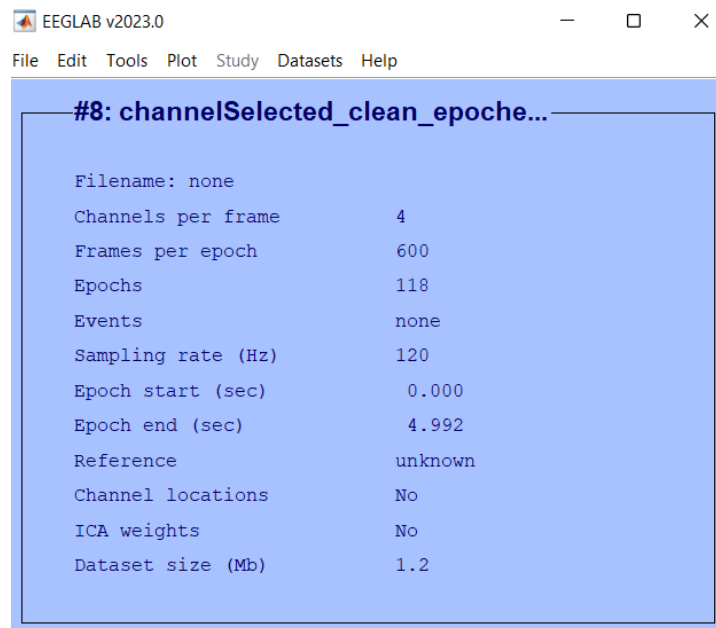 EEGLAB v2023.0
File Edit Tools Plot Study Datasets Help
#8: channelSelected_clean_epoche...
Filename: none
Channels per frame 4
Frames per epoch 600
Epochs 118
Events none
Sampling rate (Hz) 120
Epoch start (sec) 0.000
Epoch end (sec) 4.992
Reference unknown
Channel locations No
ICA weights No
Dataset size (Mb) 1.2